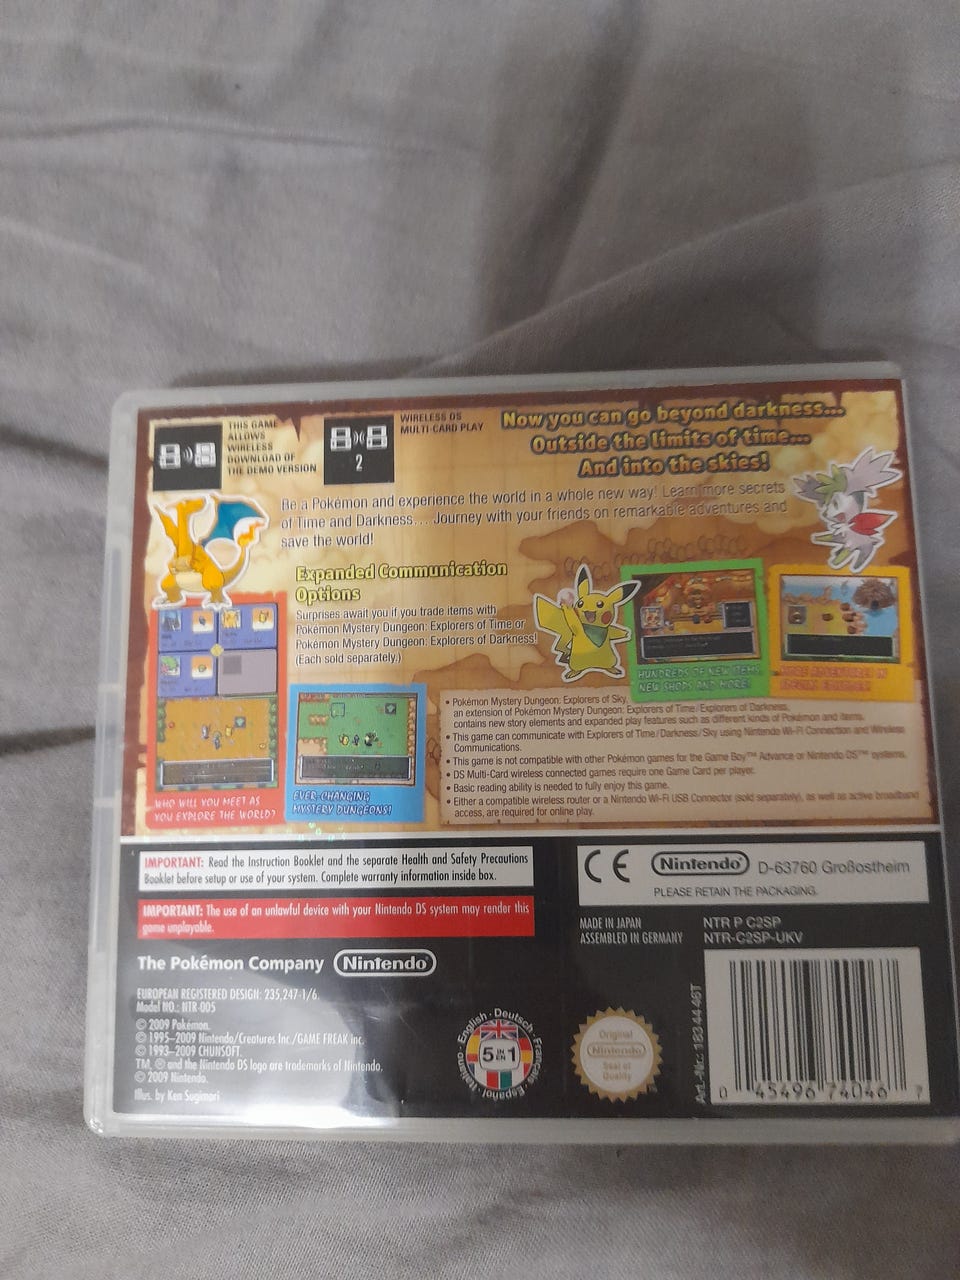 THIS GAME
ALLOWS
WIRELESS
DOWNLOAD OF
THE DEMO VERSION
WIRELESS DS
MULTI-CARD PLAY
2
Now you can go beyond darkness...
Outside the limits of time...
And into the skies!
Be a Pokémon and experience the world in a whole new way! Learn more secrets
of Time and Darkness... Journey with your friends on remarkable adventures and
save the world!
Expanded Communication
Options
Surprises await you if you trade items with
Pokémon Mystery Dungeon: Explorers of Time or
Pokémon Mystery Dungeon: Explorers of Darkness!
(Each sold separately.)
HUNDREDS OF NEW ITEMS,
NEW SHOPS AND MORE!
MORE ADVENTURES IN
SPECIAL EPISODES!
WHO WILL YOU MEET AS
YOU EXPLORE THE WORLD?
EVER-CHANGING
MYSTERY DUNGEONS!
• Pokémon Mystery Dungeon: Explorers of Sky,
an extension of Pokémon Mystery Dungeon: Explorers of Time/Explorers of Darkness,
contains new story elements and expanded play features such as different kinds of Pokémon and items.
• This game can communicate with Explorers of Time/Darkness/Sky using Nintendo Wi-Fi Connection and Wireless
Communications.
• This game is not compatible with other Pokémon games for the Game Boy™ Advance or Nintendo DS™ systems.
• DS Multi-Card wireless connected games require one Game Card per player.
• Basic reading ability is needed to fully enjoy this game.
• Either a compatible wireless router or a Nintendo Wi-Fi USB Connector (sold separately), as well as active broadband
access, are required for online play.
IMPORTANT: Read the Instruction Booklet and the separate Health and Safety Precautions
Booklet before setup or use of your system. Complete warranty information inside box.
IMPORTANT: The use of an unlawful device with your Nintendo DS system may render this
game unplayable.
CE Nintendo D-63760 Großostheim
PLEASE RETAIN THE PACKAGING.
MADE IN JAPAN
ASSEMBLED IN GERMANY
NTR P C2SP
NTR-C2SP-UKV
The Pokémon Company Nintendo
EUROPEAN REGISTERED DESIGN: 235,247-1/6.
Model NO.: NTR-005
© 2009 Pokémon.
© 1995–2009 Nintendo/Creatures Inc./GAME FREAK inc.
© 1993–2009 CHUNSOFT.
TM, ® and the Nintendo DS logo are trademarks of Nintendo.
© 2009 Nintendo.
Illus. by Ken Sugimori
English · Deutsch · Français · Español · Italiano
5 IN EN 1
Original
Nintendo
Seal of
Quality
Art.-Nr.: 1834446T
0 45496 74046 7